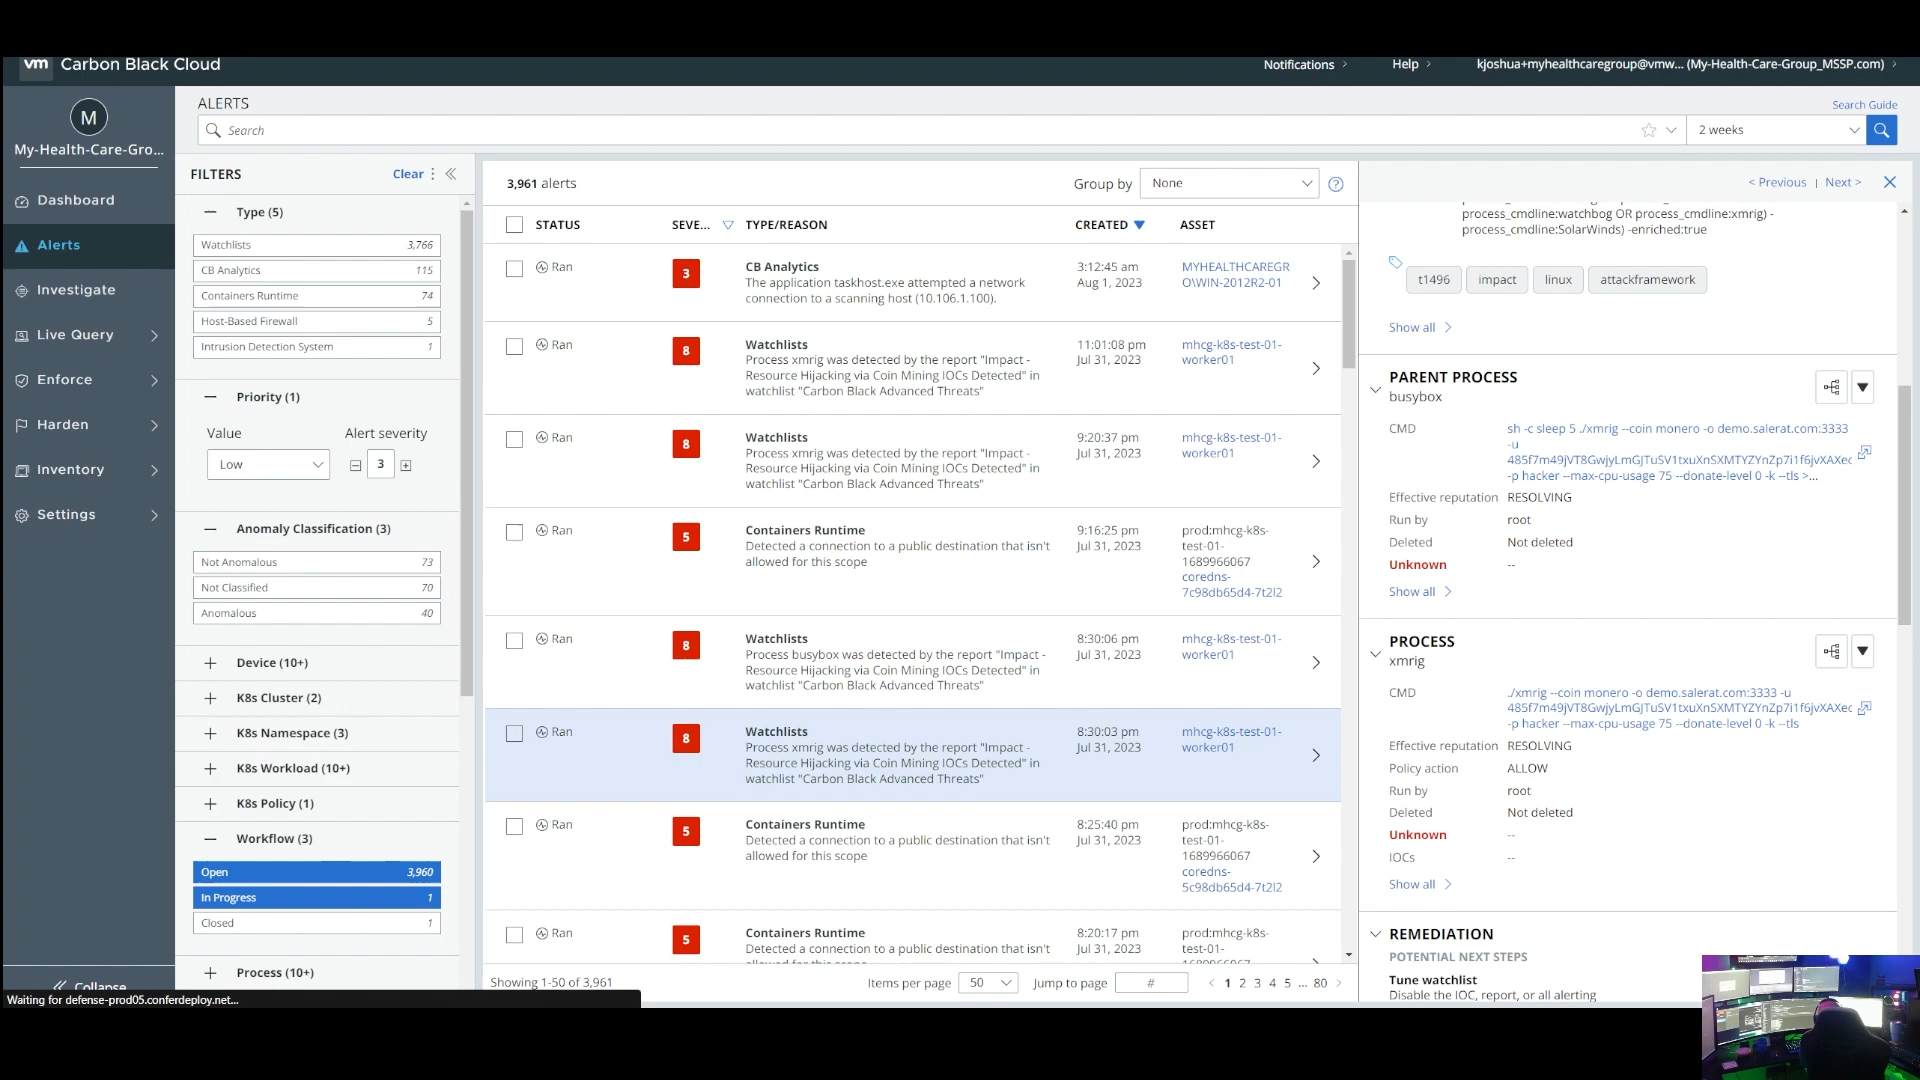 vm Carbon Black Cloud
Notifications
Help
kjoshua+myhealthcaregroup@vmw... (My-Health-Care-Group_MSSP.com)
M
My-Health-Care-Gro...
Dashboard
Alerts
Investigate
Live Query
Enforce
Harden
Inventory
Settings
Collapse
Waiting for defense-prod05.conferdeploy.net...
ALERTS
Search Guide
Search
2 weeks
FILTERS
Clear
Type (5)
Watchlists 3,766
CB Analytics 115
Containers Runtime 74
Host-Based Firewall 5
Intrusion Detection System 1
Priority (1)
Value
Alert severity
Low
3
Anomaly Classification (3)
Not Anomalous 73
Not Classified 70
Anomalous 40
Device (10+)
K8s Cluster (2)
K8s Namespace (3)
K8s Workload (10+)
K8s Policy (1)
Workflow (3)
Open 3,960
In Progress 1
Closed 1
Process (10+)
3,961 alerts
Group by None
STATUS SEVE... TYPE/REASON CREATED ASSET
Ran
3
CB Analytics
The application taskhost.exe attempted a network
connection to a scanning host (10.106.1.100).
3:12:45 am
Aug 1, 2023
MYHEALTHCAREGR
O\WIN-2012R2-01
Ran
8
Watchlists
Process xmrig was detected by the report "Impact -
Resource Hijacking via Coin Mining IOCs Detected" in
watchlist "Carbon Black Advanced Threats"
11:01:08 pm
Jul 31, 2023
mhcg-k8s-test-01-
worker01
Ran
8
Watchlists
Process xmrig was detected by the report "Impact -
Resource Hijacking via Coin Mining IOCs Detected" in
watchlist "Carbon Black Advanced Threats"
9:20:37 pm
Jul 31, 2023
mhcg-k8s-test-01-
worker01
Ran
5
Containers Runtime
Detected a connection to a public destination that isn't
allowed for this scope
9:16:25 pm
Jul 31, 2023
prod:mhcg-k8s-
test-01-
1689966067
coredns-
7c98db65d4-7t2l2
Ran
8
Watchlists
Process busybox was detected by the report "Impact -
Resource Hijacking via Coin Mining IOCs Detected" in
watchlist "Carbon Black Advanced Threats"
8:30:06 pm
Jul 31, 2023
mhcg-k8s-test-01-
worker01
Ran
8
Watchlists
Process xmrig was detected by the report "Impact -
Resource Hijacking via Coin Mining IOCs Detected" in
watchlist "Carbon Black Advanced Threats"
8:30:03 pm
Jul 31, 2023
mhcg-k8s-test-01-
worker01
Ran
5
Containers Runtime
Detected a connection to a public destination that isn't
allowed for this scope
8:25:40 pm
Jul 31, 2023
prod:mhcg-k8s-
test-01-
1689966067
coredns-
5c98db65d4-7t2l2
Ran
5
Containers Runtime
Detected a connection to a public destination that isn't
allowed for this scope
8:20:17 pm
Jul 31, 2023
prod:mhcg-k8s-
test-01-
1689966067
Showing 1-50 of 3,961
Items per page 50
Jump to page #
< 1 2 3 4 5 ... 80 >
< Previous | Next >
process_cmdline:watchbog OR process_cmdline:xmrig) -
process_cmdline:SolarWinds) -enriched:true
t1496 impact linux attackframework
Show all
PARENT PROCESS
busybox
CMD
sh -c sleep 5 ./xmrig --coin monero -o demo.salerat.com:3333
-u
485f7m49jVT8GwjyLmGJTuSV1txuXnSXMTYZYnZp7i1f6jvXAXec
-p hacker --max-cpu-usage 75 --donate-level 0 -k --tls >...
Effective reputation RESOLVING
Run by root
Deleted Not deleted
Unknown --
Show all
PROCESS
xmrig
CMD
./xmrig --coin monero -o demo.salerat.com:3333 -u
485f7m49jVT8GwjyLmGJTuSV1txuXnSXMTYZYnZp7i1f6jvXAXec
-p hacker --max-cpu-usage 75 --donate-level 0 -k --tls
Effective reputation RESOLVING
Policy action ALLOW
Run by root
Deleted Not deleted
Unknown --
IOCs --
Show all
REMEDIATION
POTENTIAL NEXT STEPS
Tune watchlist
Disable the IOC, report, or all alerting